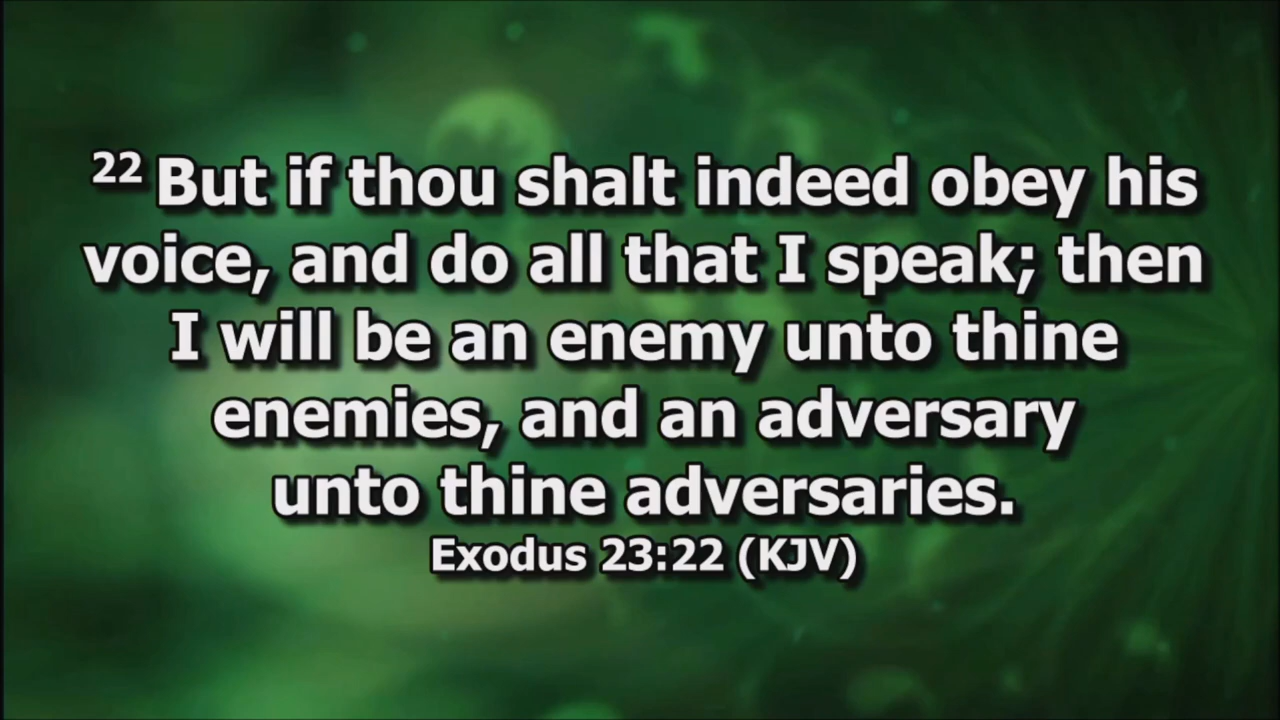 22 But if thou shalt indeed obey his
voice, and do all that I speak; then
I will be an enemy unto thine
enemies, and an adversary
unto thine adversaries.
Exodus 23:22 (KJV)